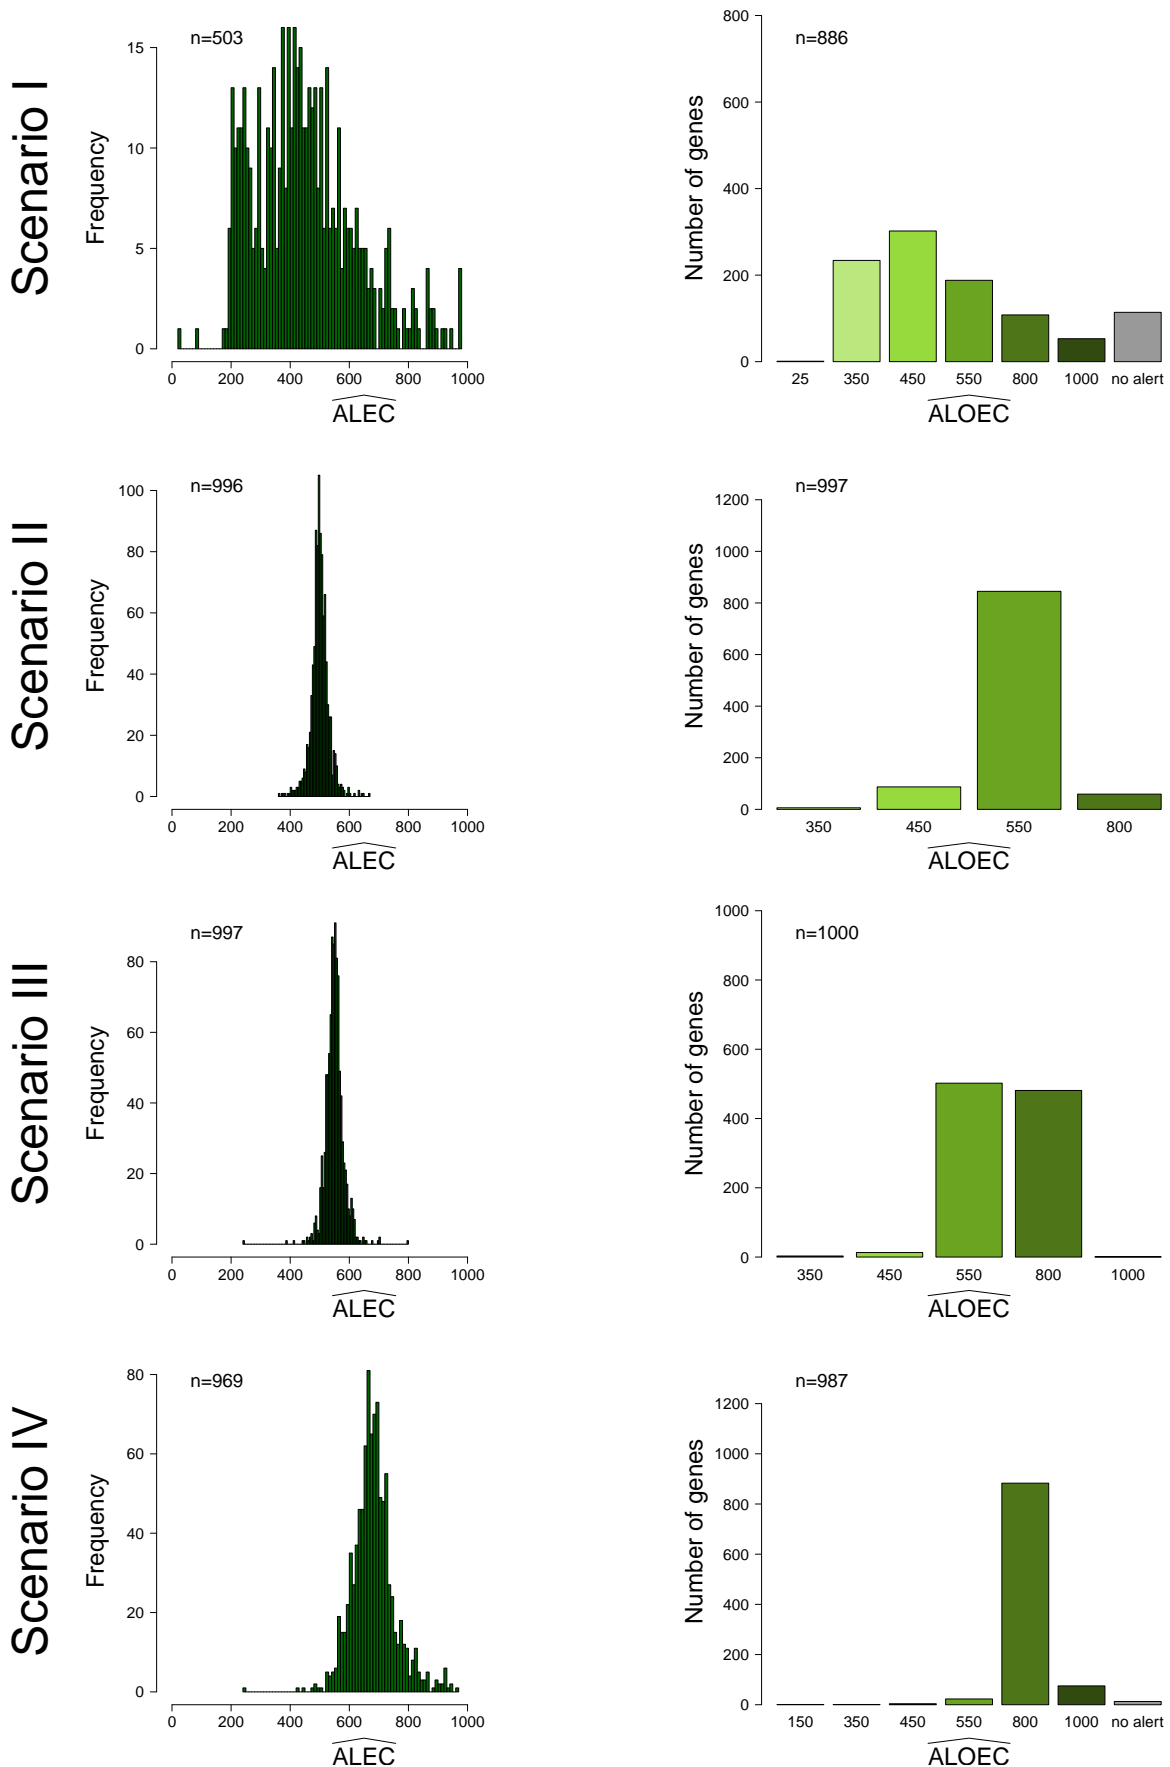 Scenario I
n=503
Frequency
15
10
5
0
0 200 400 600 800 1000
ALEC
n=886
Number of genes
800
600
400
200
0
25 350 450 550 800 1000 no alert
ALOEC
Scenario II
n=996
Frequency
100
80
60
40
20
0
0 200 400 600 800 1000
ALEC
n=997
Number of genes
1200
1000
800
600
400
200
0
350 450 550 800
ALOEC
Scenario III
n=997
Frequency
80
60
40
20
0
0 200 400 600 800 1000
ALEC
n=1000
Number of genes
1000
800
600
400
200
0
350 450 550 800 1000
ALOEC
Scenario IV
n=969
Frequency
80
60
40
20
0
0 200 400 600 800 1000
ALEC
n=987
Number of genes
1200
1000
800
600
400
200
0
150 350 450 550 800 1000 no alert
ALOEC